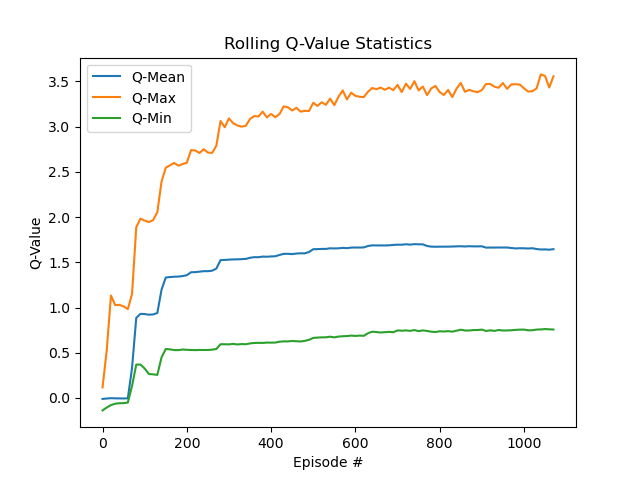 Rolling Q-Value Statistics
Q-Mean
Q-Max
Q-Min
Q-Value
3.5
3.0
2.5
2.0
1.5
1.0
0.5
0.0
0 200 400 600 800 1000
Episode #